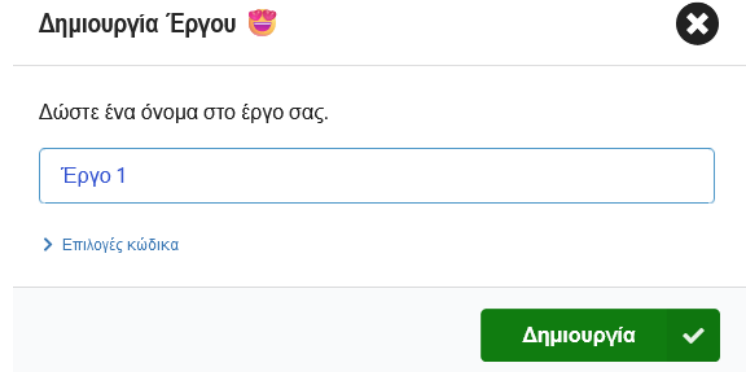 Δημιουργία Έργου 😍
Δώστε ένα όνομα στο έργο σας.
Έργο 1
Επιλογές κώδικα
Δημιουργία